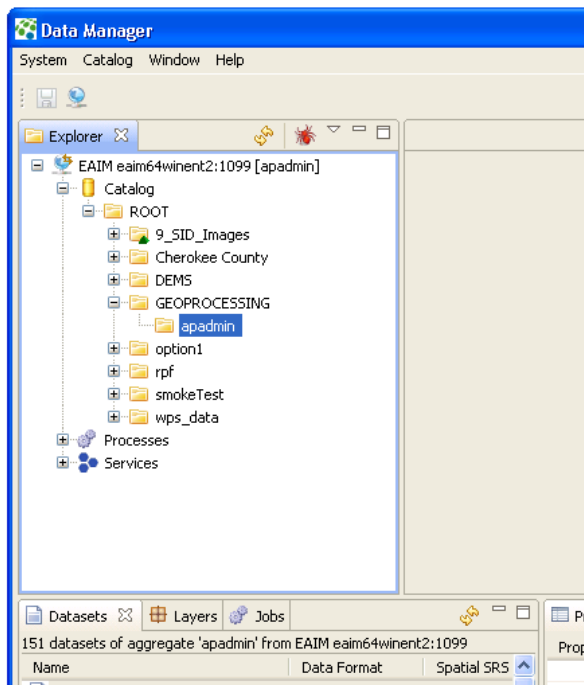 Data Manager
System Catalog Window Help
Explorer
EAIM eaim64winent2:1099 [apadmin]
Catalog
ROOT
9_SID_Images
Cherokee County
DEMS
GEOPROCESSING
apadmin
option1
rpf
smokeTest
wps_data
Processes
Services
Datasets Layers Jobs
151 datasets of aggregate 'apadmin' from EAIM eaim64winent2:1099
Prop
Name Data Format Spatial SRS